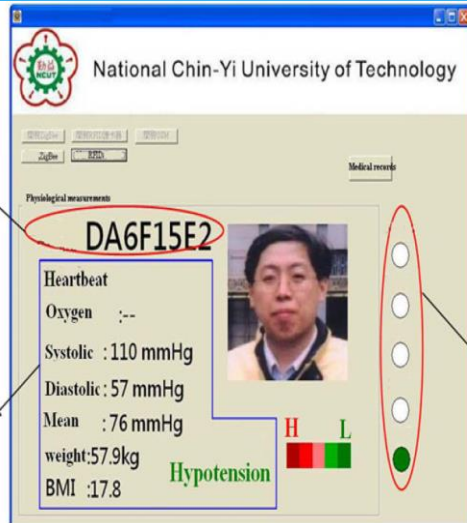 NCUT
National Chin-Yi University of Technology
ZigBee
RFID
Medical records
Physiological measurements
DA6F15E2
Heartbeat
Oxygen :--
Systolic : 110 mmHg
Diastolic : 57 mmHg
Mean : 76 mmHg
weight:57.9kg
BMI :17.8
Hypotension
H L